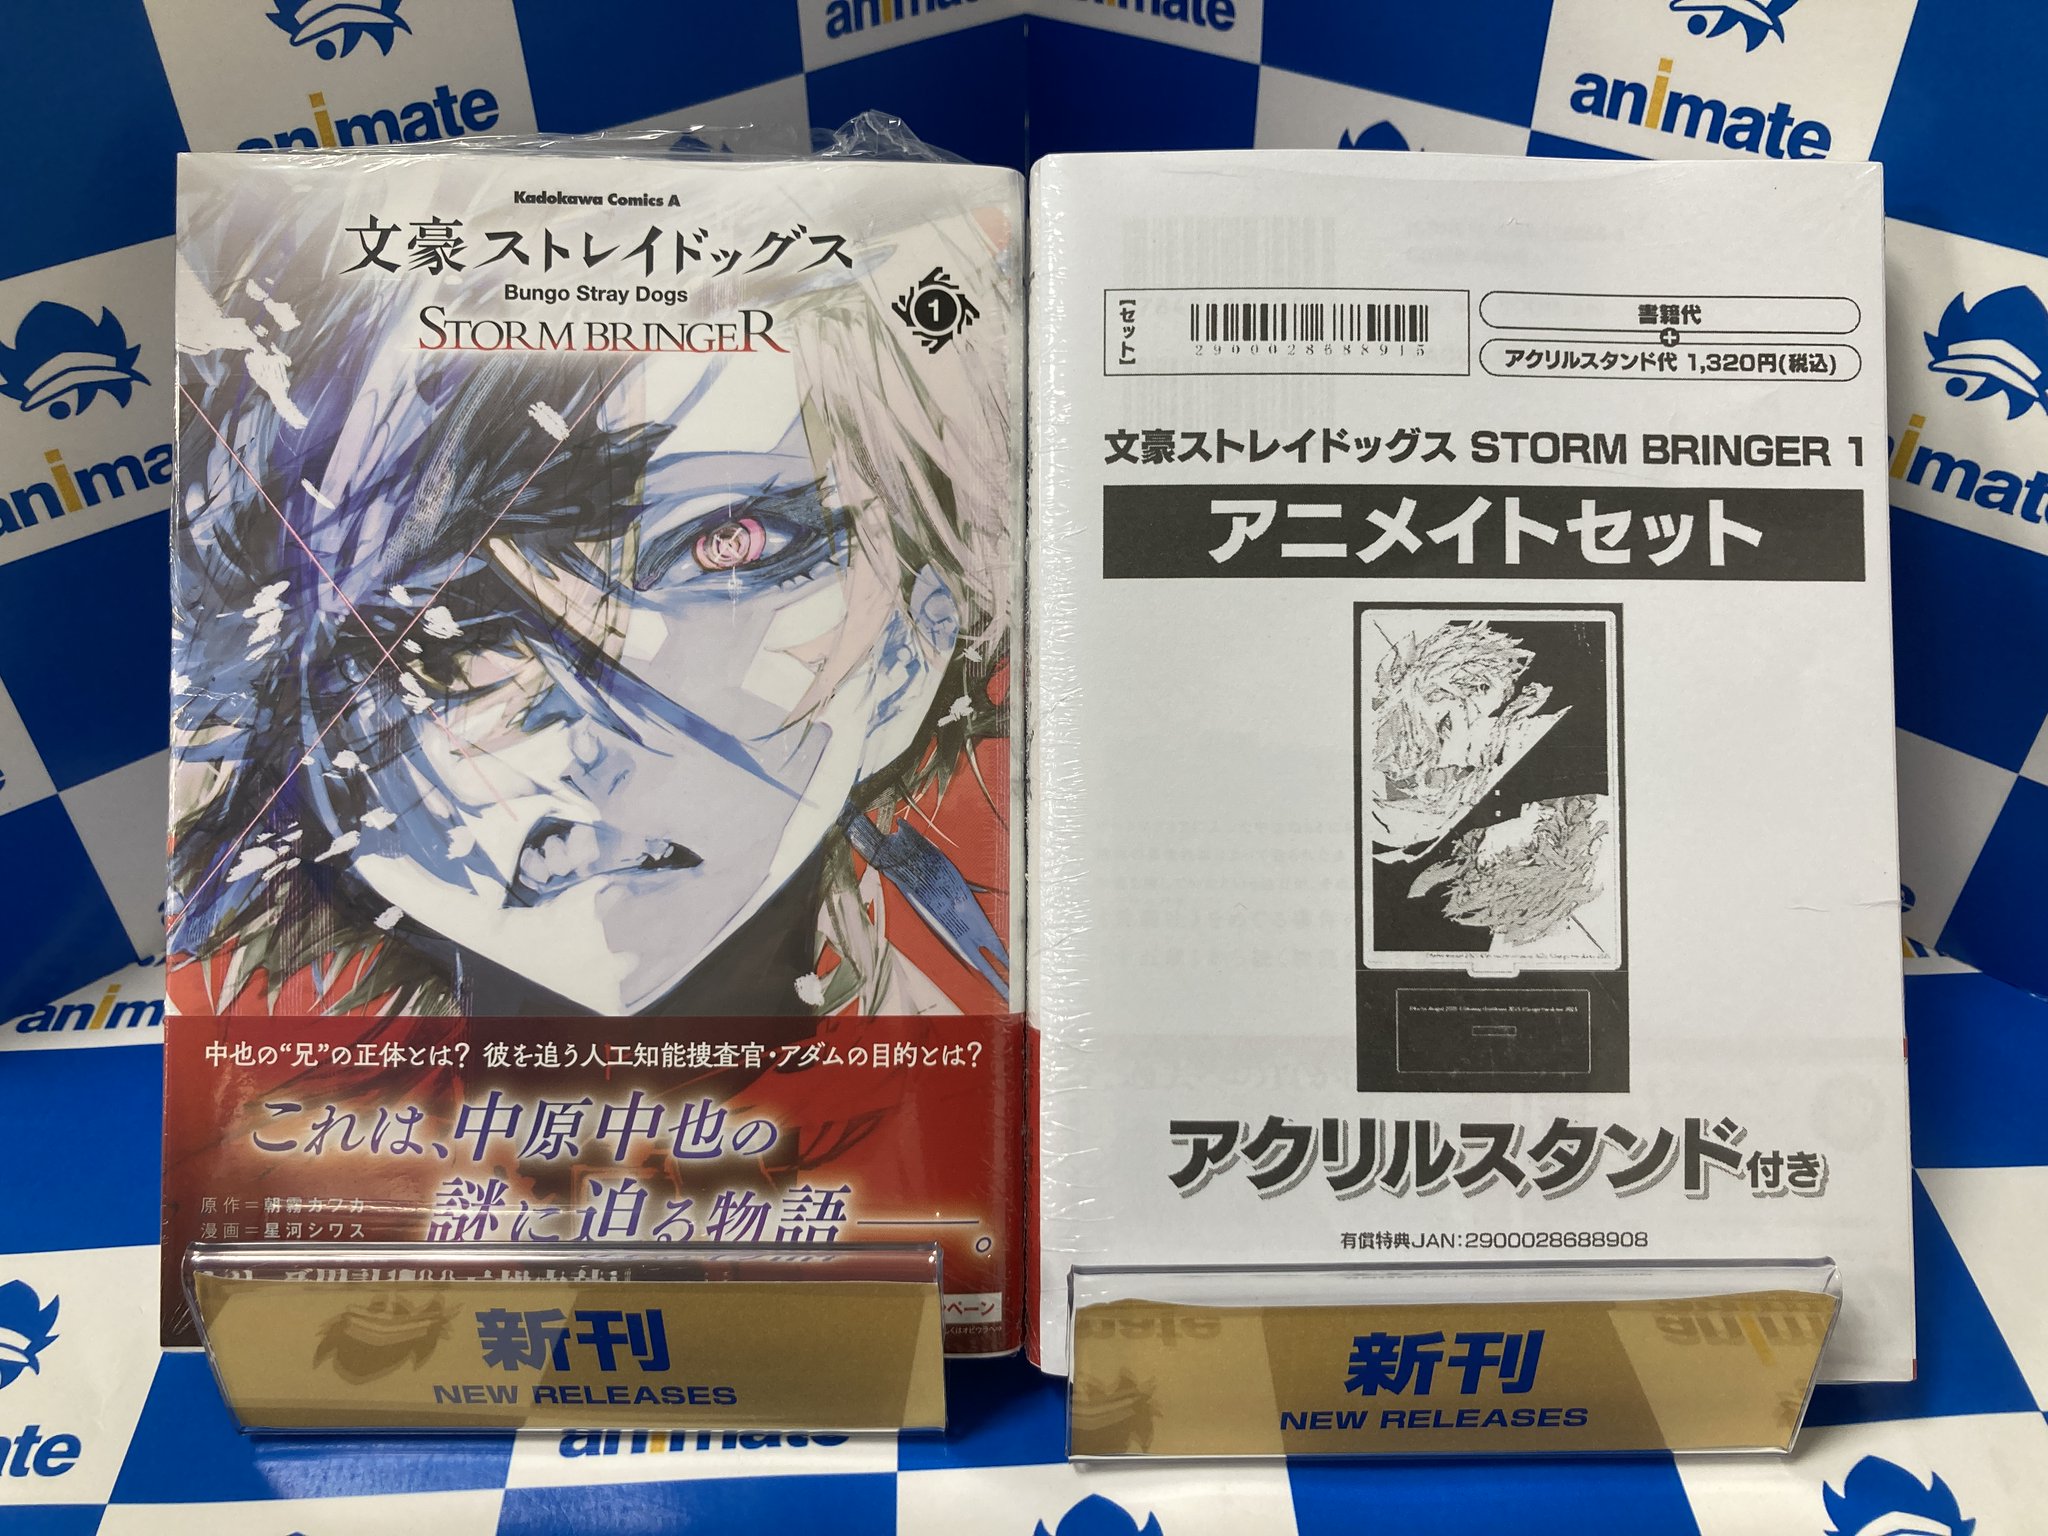 animate
animate
animate
animate
Kadokawa Comics A
文豪ストレイドッグス
Bungo Stray Dogs
STORM BRINGER
1
中也の“兄”の正体とは? 彼を追う人工知能捜査官・アダムの目的とは?
これは、中原中也の
謎に迫る物語――。
原作=朝霧カフカ
漫画=星河シワス
新刊
NEW RELEASES
【セット】
2900028688915
書籍代
+
アクリルスタンド代 1,320円(税込)
文豪ストレイドッグス STORM BRINGER 1
アニメイトセット
アクリルスタンド付き
有償特典JAN:2900028688908
新刊
NEW RELEASES
animate
animate